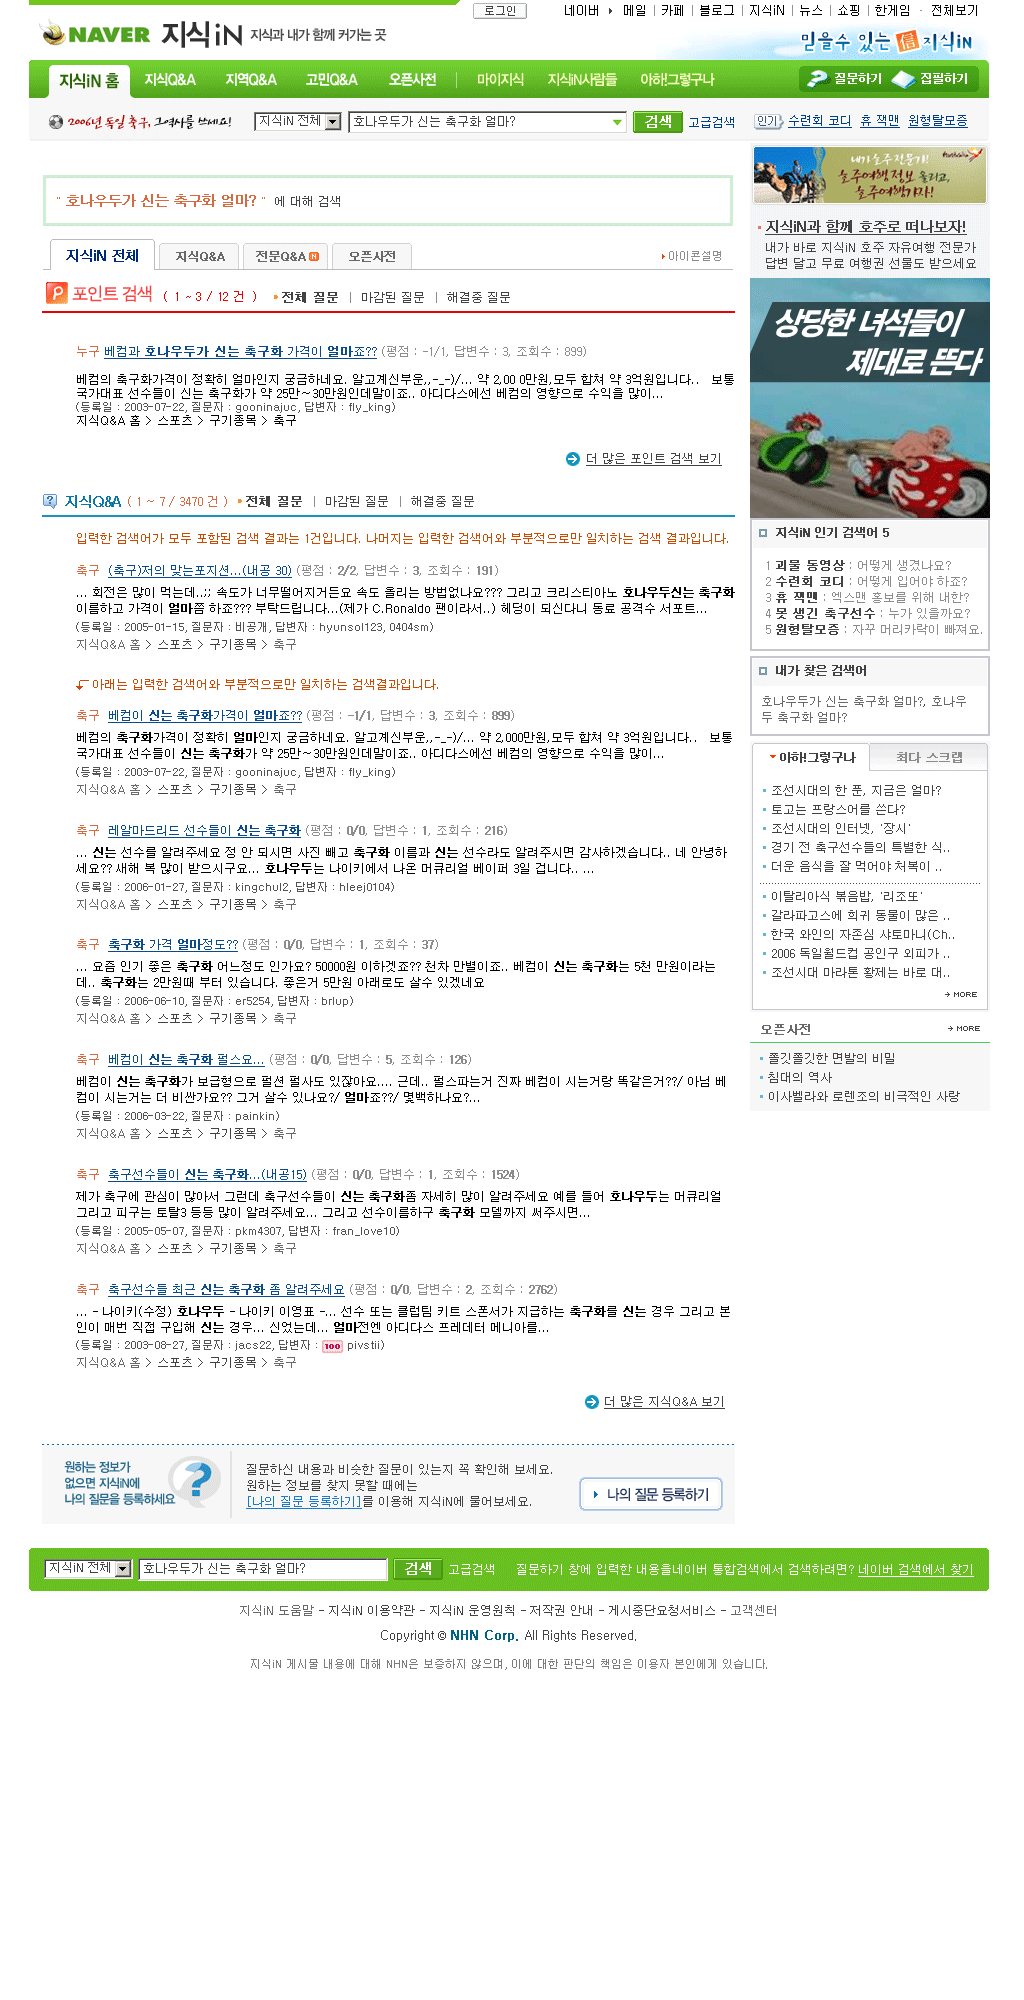 로그인
네이버 메일 | 카페 | 블로그 | 지식iN | 뉴스 | 쇼핑 | 한게임 · 전체보기
NAVER 지식iN 지식과 내가 함께 커가는 곳
믿을수 있는 信 지식iN
지식iN 홈 지식Q&A 지역Q&A 고민Q&A 오픈사전 | 마이지식 지식iN사람들 아하!그렇구나
질문하기 집필하기
2006년 독일 축구, 그 역사를 보세요!
지식iN 전체 호나우두가 신는 축구화 얼마? 검색 고급검색
인기 수련회 코디 휴 잭맨 원형탈모증
" 호나우두가 신는 축구화 얼마? " 에 대해 검색
지식iN 전체 지식Q&A 전문Q&A N 오픈사전
아이콘설명
P 포인트 검색 ( 1 ~ 3 / 12 건 ) 전체 질문 | 마감된 질문 | 해결중 질문
누구 베컴과 호나우두가 신는 축구화 가격이 얼마죠?? (평점 : -1/1, 답변수 : 3, 조회수 : 899)
베컴의 축구화가격이 정확히 얼마인지 궁금하네요. 알고계신부운,,-_-)/... 약 2,00 0만원,모두 합쳐 약 3억원입니다.. 보통
국가대표 선수들이 신는 축구화가 약 25만~30만원인데말이죠.. 아디다스에선 베컴의 영향으로 수익을 많이...
(등록일 : 2003-07-22, 질문자 : gooninajuc, 답변자 : fly_king)
지식Q&A 홈 > 스포츠 > 구기종목 > 축구
더 많은 포인트 검색 보기
지식Q&A ( 1 ~ 7 / 3470 건 ) 전체 질문 | 마감된 질문 | 해결중 질문
입력한 검색어가 모두 포함된 검색 결과는 1건입니다. 나머지는 입력한 검색어와 부분적으로만 일치하는 검색 결과입니다.
축구 (축구)저의 맞는포지션...(내공 30) (평점 : 2/2, 답변수 : 3, 조회수 : 191)
... 회전은 많이 먹는데..;; 속도가 너무떨어지거든요 속도 올리는 방법없나요??? 그리고 크리스티아노 호나우두신는 축구화
이름하고 가격이 얼마쯤 하죠??? 부탁드립니다...(제가 C.Ronaldo 팬이라서..) 헤딩이 되신다니 동료 공격수 서포트...
(등록일 : 2005-01-15, 질문자 : 비공개, 답변자 : hyunsol123, 0404sm)
지식Q&A 홈 > 스포츠 > 구기종목 > 축구
아래는 입력한 검색어와 부분적으로만 일치하는 검색결과입니다.
축구 베컴이 신는 축구화가격이 얼마죠?? (평점 : -1/1, 답변수 : 3, 조회수 : 899)
베컴의 축구화가격이 정확히 얼마인지 궁금하네요. 알고계신부운,,-_-)/... 약 2,000만원,모두 합쳐 약 3억원입니다.. 보통
국가대표 선수들이 신는 축구화가 약 25만~30만원인데말이죠.. 아디다스에선 베컴의 영향으로 수익을 많이...
(등록일 : 2003-07-22, 질문자 : gooninajuc, 답변자 : fly_king)
지식Q&A 홈 > 스포츠 > 구기종목 > 축구
축구 레알마드리드 선수들이 신는 축구화 (평점 : 0/0, 답변수 : 1, 조회수 : 216)
... 신는 선수를 알려주세요 정 안 되시면 사진 빼고 축구화 이름과 신는 선수라도 알려주시면 감사하겠습니다.. 네 안녕하
세요?? 새해 복 많이 받으시구요... 호나우두는 나이키에서 나온 머큐리얼 베이퍼 3일 겁니다.. ...
(등록일 : 2006-01-27, 질문자 : kingchul2, 답변자 : hleej0104)
지식Q&A 홈 > 스포츠 > 구기종목 > 축구
축구 축구화 가격 얼마정도?? (평점 : 0/0, 답변수 : 1, 조회수 : 37)
... 요즘 인기 좋은 축구화 어느정도 인가요? 50000원 이하겟죠?? 천차 만별이죠.. 베컴이 신는 축구화는 5천 만원이라는
데.. 축구화는 2만원때 부터 있습니다. 좋은거 5만원 아래로도 살수 있겠네요
(등록일 : 2006-06-10, 질문자 : er5254, 답변자 : brlup)
지식Q&A 홈 > 스포츠 > 구기종목 > 축구
축구 베컴이 신는 축구화 펄스요... (평점 : 0/0, 답변수 : 5, 조회수 : 126)
베컴이 신는 축구화가 보급형으로 펄션 펄사도 있잖아요.... 근데.. 펄스파는거 진짜 베컴이 시는거랑 똑같은거??/ 아님 베
컴이 시는거는 더 비싼가요?? 그거 살수 있나요?/ 얼마죠??/ 몇백하나요?...
(등록일 : 2006-03-22, 질문자 : painkin)
지식Q&A 홈 > 스포츠 > 구기종목 > 축구
축구 축구선수들이 신는 축구화...(내공15) (평점 : 0/0, 답변수 : 1, 조회수 : 1524)
제가 축구에 관심이 많아서 그런데 축구선수들이 신는 축구화좀 자세히 많이 알려주세요 예를 들어 호나우두는 머큐리얼
그리고 피구는 토탈3 등등 많이 알려주세요... 그리고 선수이름하구 축구화 모델까지 써주시면...
(등록일 : 2005-05-07, 질문자 : pkm4307, 답변자 : fran_love10)
지식Q&A 홈 > 스포츠 > 구기종목 > 축구
축구 축구선수들 최근 신는 축구화 좀 알려주세요 (평점 : 0/0, 답변수 : 2, 조회수 : 2762)
... - 나이키(수정) 호나우두 - 나이키 이영표 -... 선수 또는 클럽팀 키트 스폰서가 지급하는 축구화를 신는 경우 그리고 본
인이 매번 직접 구입해 신는 경우... 신었는데... 얼마전엔 아디다스 프레데터 메니아를...
(등록일 : 2003-08-27, 질문자 : jacs22, 답변자 : 100 pivstii)
지식Q&A 홈 > 스포츠 > 구기종목 > 축구
더 많은 지식Q&A 보기
원하는 정보가
없으면 지식iN에
나의 질문을 등록하세요
질문하신 내용과 비슷한 질문이 있는지 꼭 확인해 보세요.
원하는 정보를 찾지 못할 때에는
[나의 질문 등록하기]를 이용해 지식iN에 물어보세요.
나의 질문 등록하기
내가 호주 전문가!
호주여행정보 올리고,
호주여행가자!
지식iN과 함께 호주로 떠나보자!
내가 바로 지식iN 호주 자유여행 전문가
답변 달고 무료 여행권 선물도 받으세요
상당한 녀석들이
제대로 뜬다
지식iN 인기 검색어 5
1 괴물 동영상 : 어떻게 생겼나요?
2 수련회 코디 : 어떻게 입어야 하죠?
3 휴 잭맨 : 엑스맨 홍보를 위해 내한?
4 못 생긴 축구선수 : 누가 있을까요?
5 원형탈모증 : 자꾸 머리카락이 빠져요.
내가 찾은 검색어
호나우두가 신는 축구화 얼마?, 호나우
두 축구화 얼마?
아하!그렇구나 최다 스크랩
조선시대의 한 푼, 지금은 얼마?
토고는 프랑스어를 쓴다?
조선시대의 인터넷, '장시'
경기 전 축구선수들의 특별한 식..
더운 음식을 잘 먹어야 처복이 ..
이탈리아식 볶음밥, '리조또'
갈라파고스에 희귀 동물이 많은 ..
한국 와인의 자존심 샤토마니(Ch..
2006 독일월드컵 공인구 외피가 ..
조선시대 마라톤 황제는 바로 대..
MORE
오픈사전 MORE
쫄깃쫄깃한 면발의 비밀
침대의 역사
이사벨라와 로렌조의 비극적인 사랑
지식iN 전체 호나우두가 신는 축구화 얼마? 검색 고급검색 질문하기 창에 입력한 내용을네이버 통합검색에서 검색하려면? 네이버 검색에서 찾기
지식iN 도움말 - 지식iN 이용약관 - 지식iN 운영원칙 - 저작권 안내 - 게시중단요청서비스 - 고객센터
Copyright © NHN Corp. All Rights Reserved.
지식iN 게시물 내용에 대해 NHN은 보증하지 않으며, 이에 대한 판단의 책임은 이용자 본인에게 있습니다.